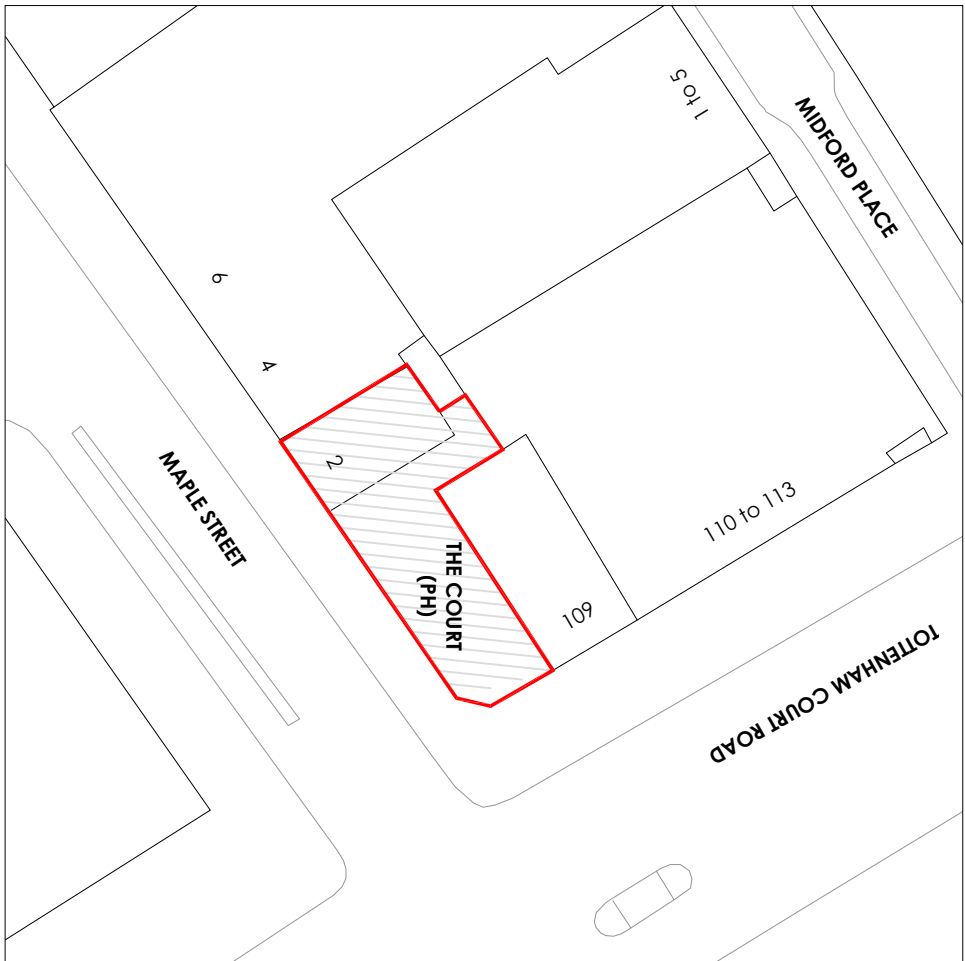 1 to 5
MIDFORD PLACE
6
4
2
MAPLE STREET
THE COURT
(PH)
110 to 113
109
TOTTENHAM COURT ROAD